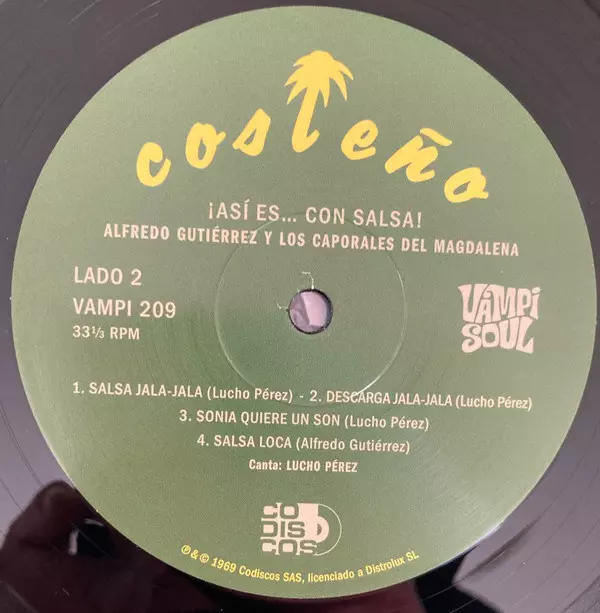 costeño
¡ASÍ ES... CON SALSA!
ALFREDO GUTIÉRREZ Y LOS CAPORALES DEL MAGDALENA
LADO 2
VAMPI 209
33⅓ RPM
VAMPI
SOUL
1. SALSA JALA-JALA (Lucho Pérez) - 2. DESCARGA JALA-JALA (Lucho Pérez)
3. SONIA QUIERE UN SON (Lucho Pérez)
4. SALSA LOCA (Alfredo Gutiérrez)
Canta: LUCHO PÉREZ
CO
DIS
COS
℗ & © 1969 Codiscos SAS, licenciado a Distrolux SL